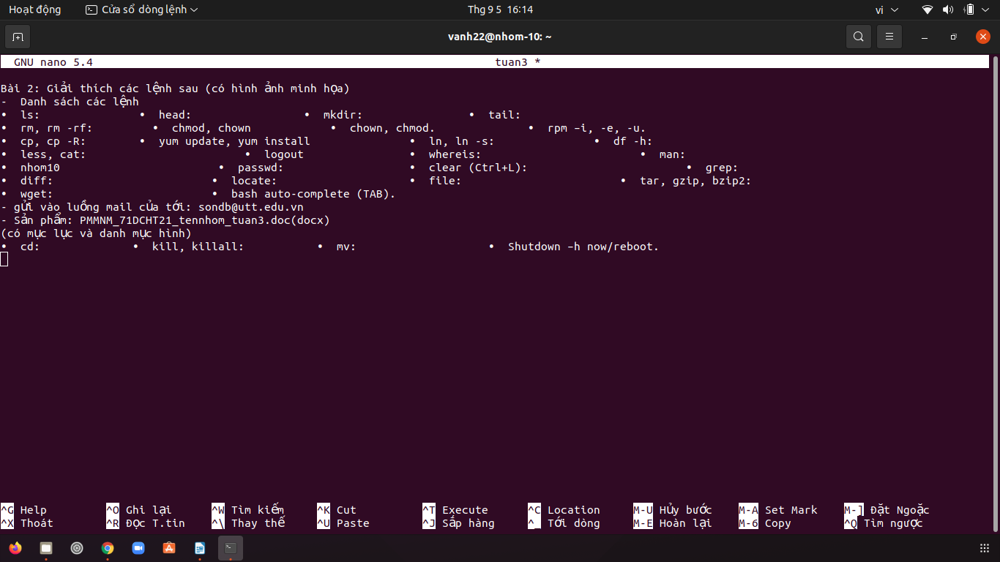 Hoạt động Cửa sổ dòng lệnh Thg 9 5 16:14 vi
vanh22@nhom-10: ~
GNU nano 5.4 tuan3 *
Bài 2: Giải thích các lệnh sau (có hình ảnh minh họa)
- Danh sách các lệnh
• ls: • head: • mkdir: • tail:
• rm, rm -rf: • chmod, chown • chown, chmod. • rpm –i, -e, -u.
• cp, cp -R: • yum update, yum install • ln, ln -s: • df -h:
• less, cat: • logout • whereis: • man:
• nhom10 • passwd: • clear (Ctrl+L): • grep:
• diff: • locate: • file: • tar, gzip, bzip2:
• wget: • bash auto-complete (TAB).
- gửi vào luồng mail của tới: sondb@utt.edu.vn
- Sản phẩm: PMMNM_71DCHT21_tennhom_tuan3.doc(docx)
(có mục lục và danh mục hình)
• cd: • kill, killall: • mv: • Shutdown –h now/reboot.
^G Help ^O Ghi lại ^W Tìm kiếm ^K Cut ^T Execute ^C Location M-U Hủy bước M-A Set Mark M-] Đặt Ngoặc
^X Thoát ^R Đọc T.tin ^\ Thay thế ^U Paste ^J Sắp hàng ^_ Tới dòng M-E Hoàn lại M-6 Copy ^Q Tìm ngược